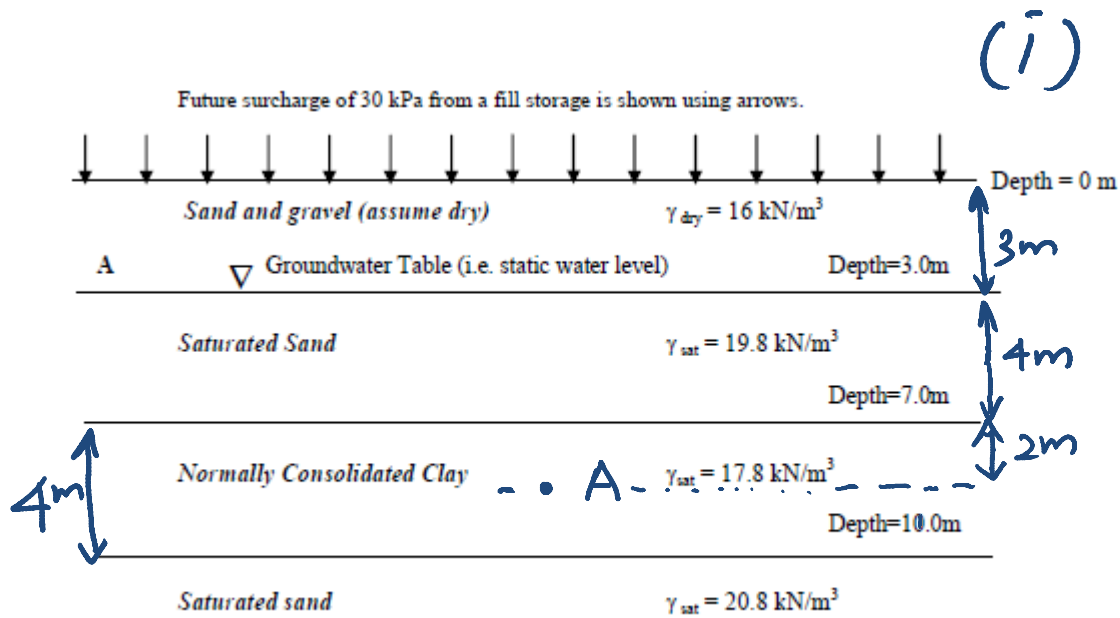 (i)
Future surcharge of 30 kPa from a fill storage is shown using arrows.
Depth = 0 m
Sand and gravel (assume dry) γ dry = 16 kN/m³
3m
A Groundwater Table (i.e. static water level) Depth=3.0m
Saturated Sand γ sat = 19.8 kN/m³
4m
Depth=7.0m
2m
Normally Consolidated Clay A γsat = 17.8 kN/m³
4m
Depth=10.0m
Saturated sand γ sat = 20.8 kN/m³